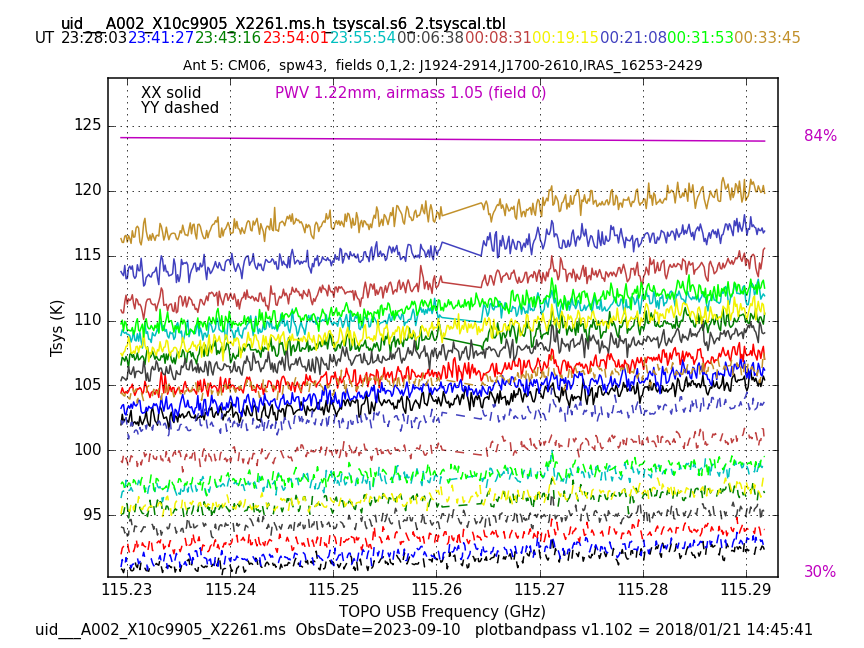 uid___A002_X10c9905_X2261.ms.h_tsyscal.s6_2.tsyscal.tbl
UT 23:28:03 23:41:27 23:43:16 23:54:01 23:55:54 00:06:38 00:08:31 00:19:15 00:21:08 00:31:53 00:33:45
Ant 5: CM06,  spw43,  fields 0,1,2: J1924-2914,J1700-2610,IRAS_16253-2429
XX solid
PWV 1.22mm, airmass 1.05 (field 0)
YY dashed
125
84%
120
115
110
105
100
95
Tsys (K)
30%
115.23 115.24 115.25 115.26 115.27 115.28 115.29
TOPO USB Frequency (GHz)
uid___A002_X10c9905_X2261.ms  ObsDate=2023-09-10   plotbandpass v1.102 = 2018/01/21 14:45:41